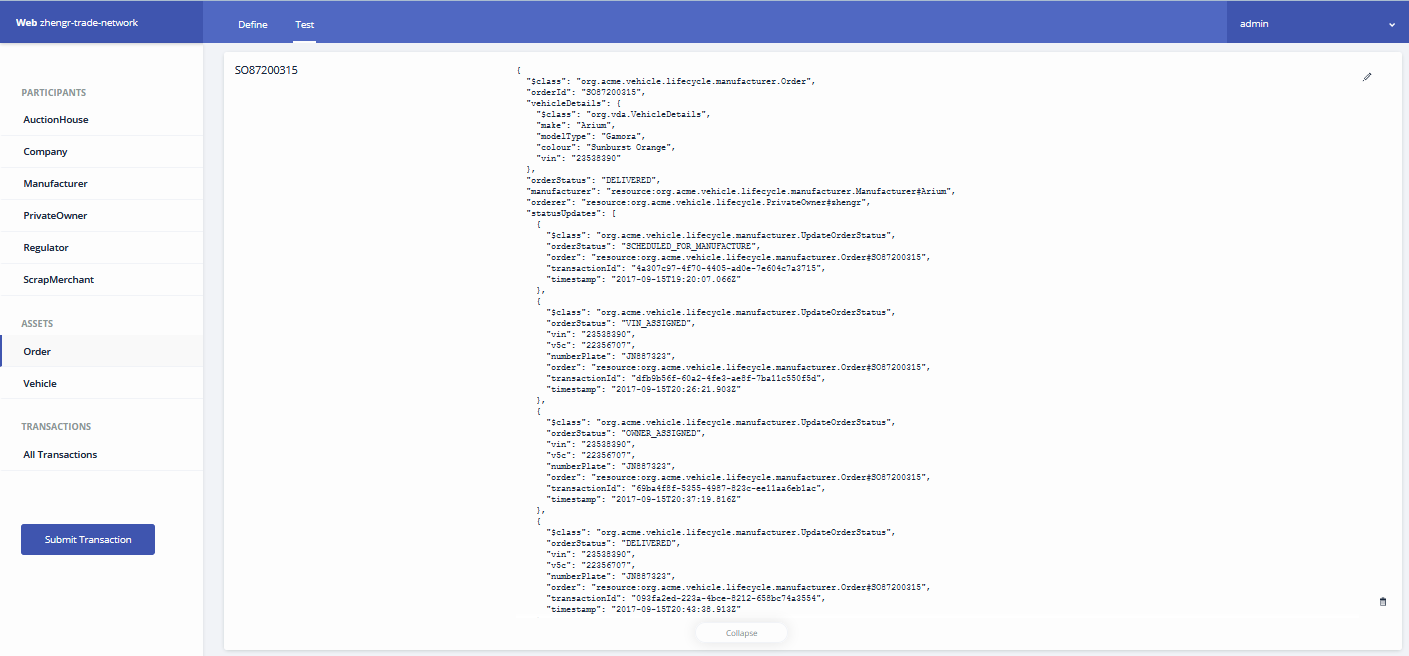 Web zhengr-trade-network
Define
Test
admin
PARTICIPANTS
AuctionHouse
Company
Manufacturer
PrivateOwner
Regulator
ScrapMerchant
ASSETS
Order
Vehicle
TRANSACTIONS
All Transactions
Submit Transaction
SO87200315
{
"$class": "org.acme.vehicle.lifecycle.manufacturer.Order",
"orderId": "SO87200315",
"vehicleDetails": {
"$class": "org.vda.VehicleDetails",
"make": "Arium",
"modelType": "Gamora",
"colour": "Sunburst Orange",
"vin": "23538390"
},
"orderStatus": "DELIVERED",
"manufacturer": "resource:org.acme.vehicle.lifecycle.manufacturer.Manufacturer#Arium",
"orderer": "resource:org.acme.vehicle.lifecycle.PrivateOwner#zhengr",
"statusUpdates": [
{
"$class": "org.acme.vehicle.lifecycle.manufacturer.UpdateOrderStatus",
"orderStatus": "SCHEDULED_FOR_MANUFACTURE",
"order": "resource:org.acme.vehicle.lifecycle.manufacturer.Order#SO87200315",
"transactionId": "4a307c97-4f70-4405-ad0e-7e604c7a3715",
"timestamp": "2017-09-15T19:20:07.066Z"
},
{
"$class": "org.acme.vehicle.lifecycle.manufacturer.UpdateOrderStatus",
"orderStatus": "VIN_ASSIGNED",
"vin": "23538390",
"v5c": "22356707",
"numberPlate": "JN887323",
"order": "resource:org.acme.vehicle.lifecycle.manufacturer.Order#SO87200315",
"transactionId": "dfb9b56f-60a2-4fe3-ae8f-7ba11c550f5d",
"timestamp": "2017-09-15T20:26:21.903Z"
},
{
"$class": "org.acme.vehicle.lifecycle.manufacturer.UpdateOrderStatus",
"orderStatus": "OWNER_ASSIGNED",
"vin": "23538390",
"v5c": "22356707",
"numberPlate": "JN887323",
"order": "resource:org.acme.vehicle.lifecycle.manufacturer.Order#SO87200315",
"transactionId": "69ba4f8f-5355-4987-823c-ee11aa6eb1ac",
"timestamp": "2017-09-15T20:37:19.816Z"
},
{
"$class": "org.acme.vehicle.lifecycle.manufacturer.UpdateOrderStatus",
"orderStatus": "DELIVERED",
"vin": "23538390",
"v5c": "22356707",
"numberPlate": "JN887323",
"order": "resource:org.acme.vehicle.lifecycle.manufacturer.Order#SO87200315",
"transactionId": "093fa2ed-223a-4bce-8212-658bc74a3554",
"timestamp": "2017-09-15T20:43:38.913Z"
Collapse